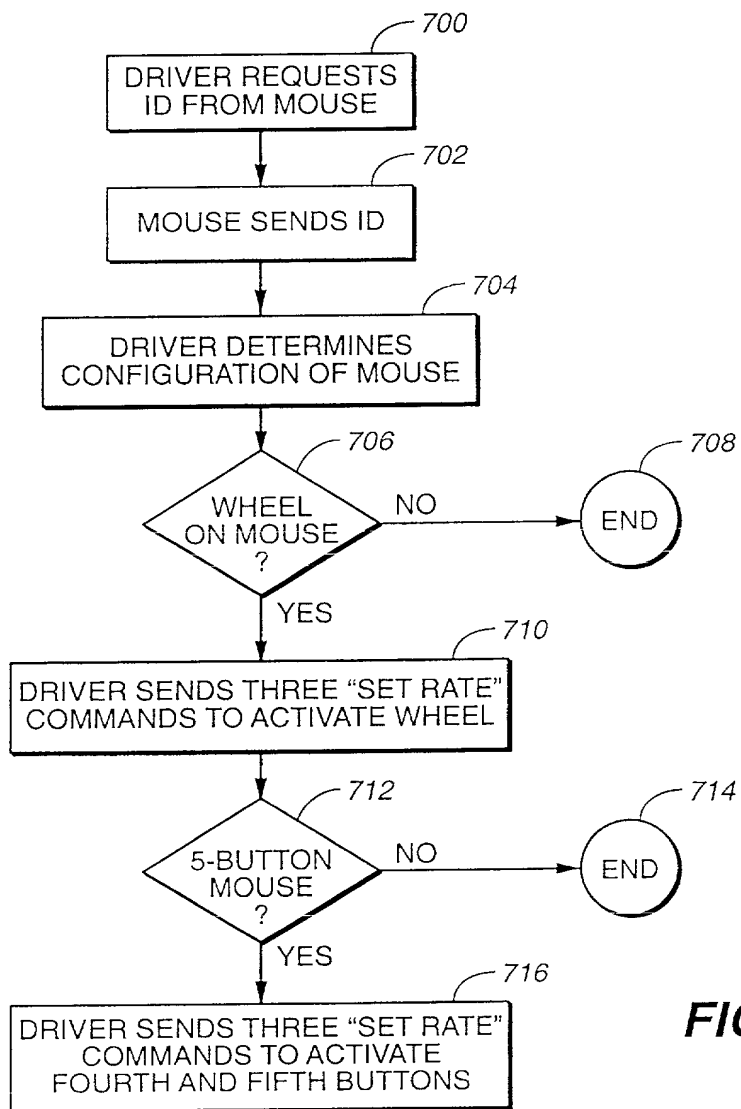 700
DRIVER REQUESTS
ID FROM MOUSE
702
MOUSE SENDS ID
704
DRIVER DETERMINES
CONFIGURATION OF MOUSE
706
WHEEL
ON MOUSE
?
NO
708
END
YES
710
DRIVER SENDS THREE “SET RATE”
COMMANDS TO ACTIVATE WHEEL
712
5-BUTTON
MOUSE
?
NO
714
END
YES
716
DRIVER SENDS THREE “SET RATE”
COMMANDS TO ACTIVATE
FOURTH AND FIFTH BUTTONS